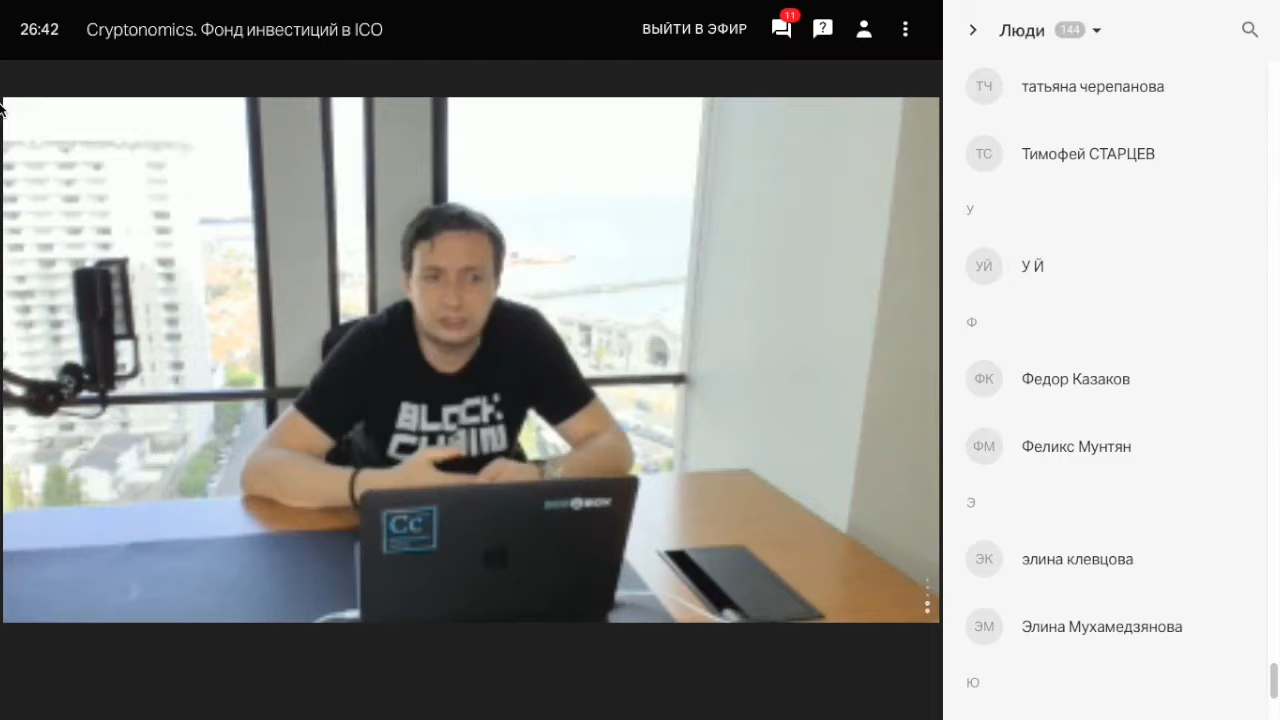 26:42
Cryptonomics. Фонд инвестиций в ICO
ВЫЙТИ В ЭФИР
11
Люди
144
ТЧ
татьяна черепанова
ТС
Тимофей СТАРЦЕВ
У
УЙ
У Й
Ф
ФК
Федор Казаков
ФМ
Феликс Мунтян
Э
ЭК
элина клевцова
ЭМ
Элина Мухамедзянова
Ю
BLOCK
CHAIN
Cc